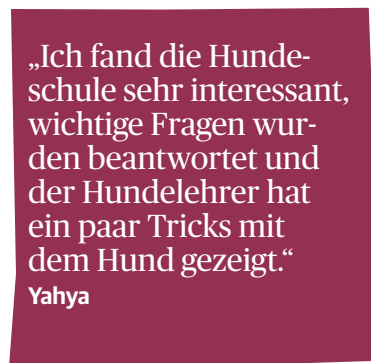 „Ich fand die Hunde-
schule sehr interessant,
wichtige Fragen wur-
den beantwortet und
der Hundelehrer hat
ein paar Tricks mit
dem Hund gezeigt.“
Yahya